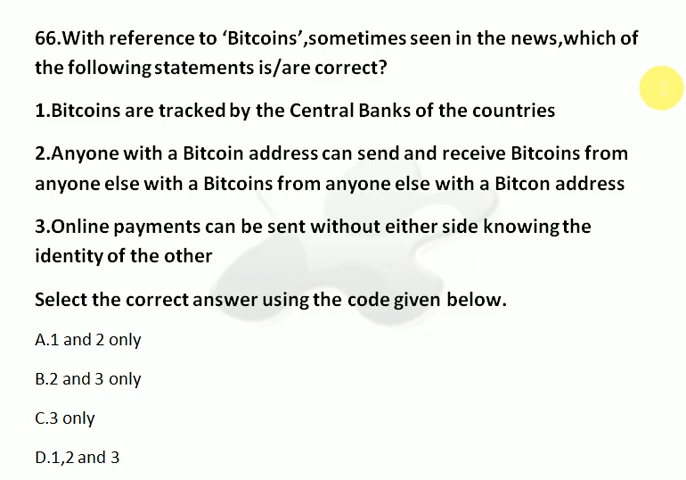 66.With reference to ‘Bitcoins’,sometimes seen in the news,which of
the following statements is/are correct?
1.Bitcoins are tracked by the Central Banks of the countries
2.Anyone with a Bitcoin address can send and receive Bitcoins from
anyone else with a Bitcoins from anyone else with a Bitcon address
3.Online payments can be sent without either side knowing the
identity of the other
Select the correct answer using the code given below.
A.1 and 2 only
B.2 and 3 only
C.3 only
D.1,2 and 3